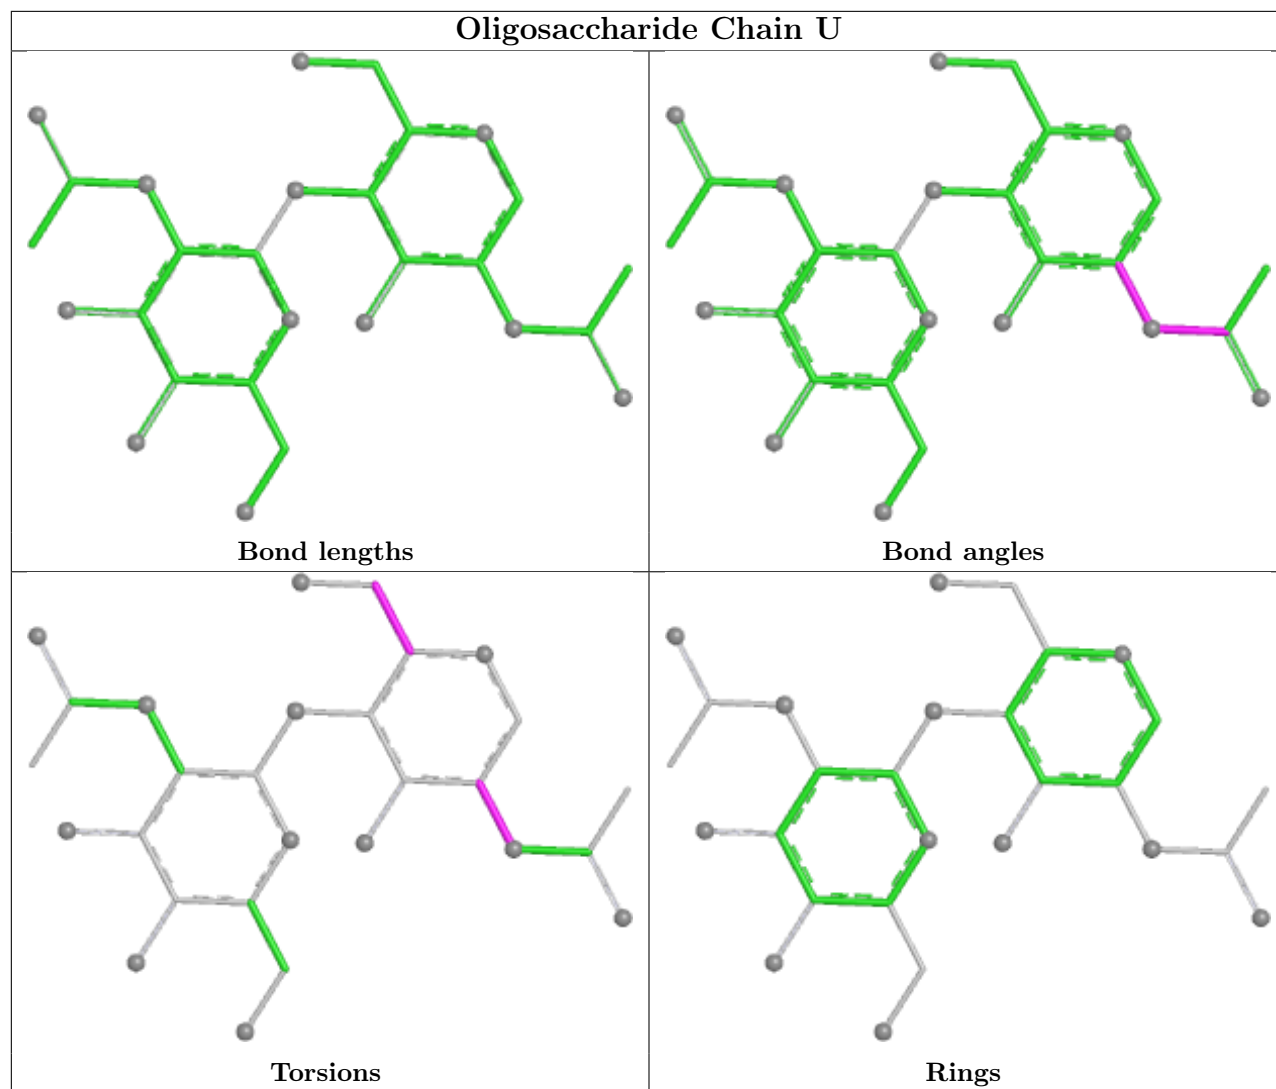 Oligosaccharide Chain U
Bond lengths
Bond angles
Torsions
Rings